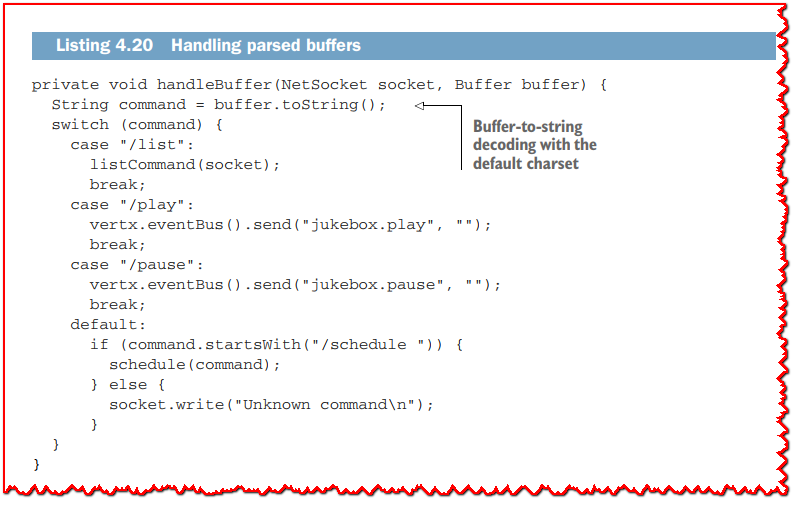 Listing 4.20 Handling parsed buffers
private void handleBuffer(NetSocket socket, Buffer buffer) {
  String command = buffer.toString();
  switch (command) {
    case "/list":
      listCommand(socket);
      break;
    case "/play":
      vertx.eventBus().send("jukebox.play", "");
      break;
    case "/pause":
      vertx.eventBus().send("jukebox.pause", "");
      break;
    default:
      if (command.startsWith("/schedule ")) {
        schedule(command);
      } else {
        socket.write("Unknown command\n");
      }
  }
}
Buffer-to-string
decoding with the
default charset